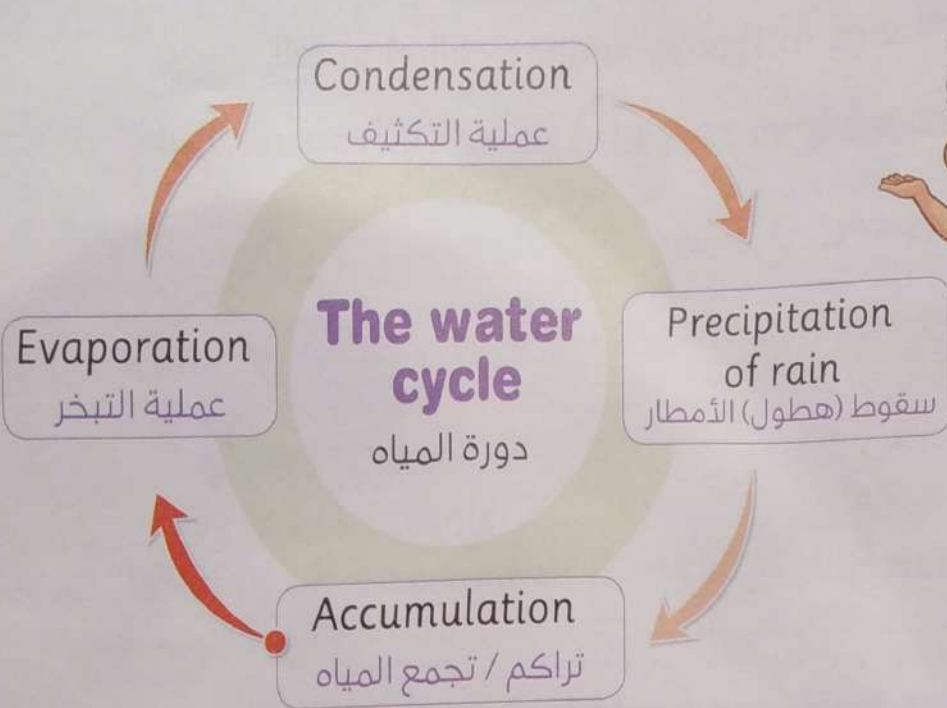 Condensation
عملية التكثيف
The water
cycle
دورة المياه
Evaporation
عملية التبخر
Precipitation
of rain
سقوط (هطول) الأمطار
Accumulation
تراكم / تجمع المياه